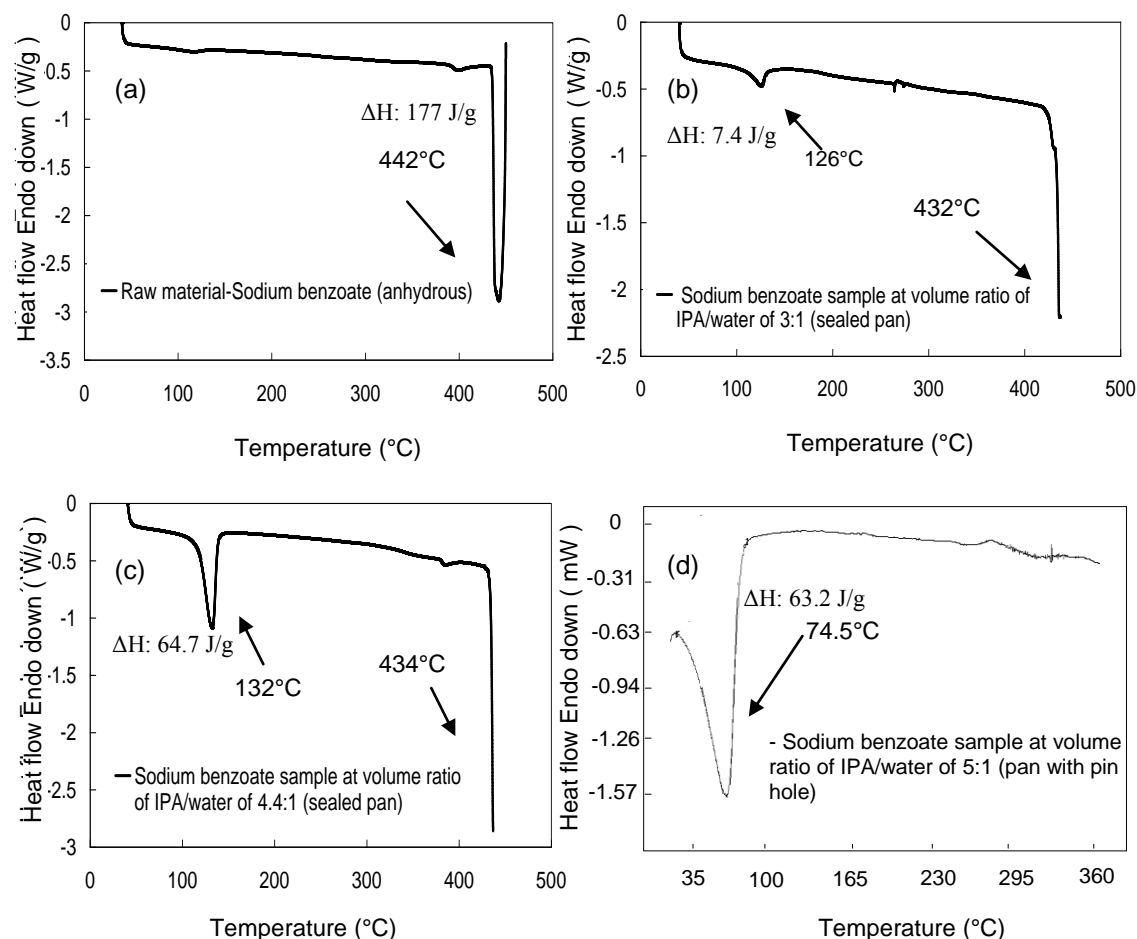 0
-0.5
-1
-1.5
-2
-2.5
-3
-3.5
Heat flow Endo down ( W/g )
(a)
ΔH: 177 J/g
442°C
Raw material-Sodium benzoate (anhydrous)
0 100 200 300 400 500
Temperature (°C)
0
-0.5
-1
-1.5
-2
-2.5
Heat flow Endo down ( W/g )
(b)
ΔH: 7.4 J/g
126°C
432°C
Sodium benzoate sample at volume ratio of
IPA/water of 3:1 (sealed pan)
0 100 200 300 400 500
Temperature (°C)
0
-0.5
-1
-1.5
-2
-2.5
-3
Heat flow Endo down ( W/g )
(c)
ΔH: 64.7 J/g
132°C
434°C
Sodium benzoate sample at volume ratio
of IPA/water of 4.4:1 (sealed pan)
0 100 200 300 400 500
Temperature (°C)
0
-0.31
-0.63
-0.94
-1.26
-1.57
Heat flow Endo down ( mW )
(d)
ΔH: 63.2 J/g
74.5°C
- Sodium benzoate sample at volume
ratio of IPA/water of 5:1 (pan with pin
hole)
35 100 165 230 295 360
Temperature (°C)